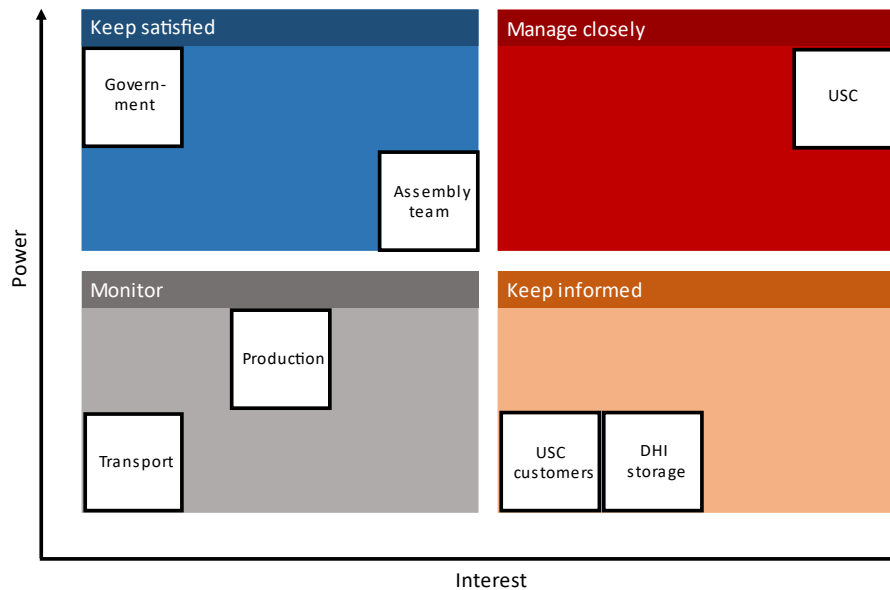 Keep satisfied
Manage closely
Govern-
ment
USC
Assembly
team
Power
Monitor
Keep informed
Production
Transport
USC
customers
DHI
storage
Interest